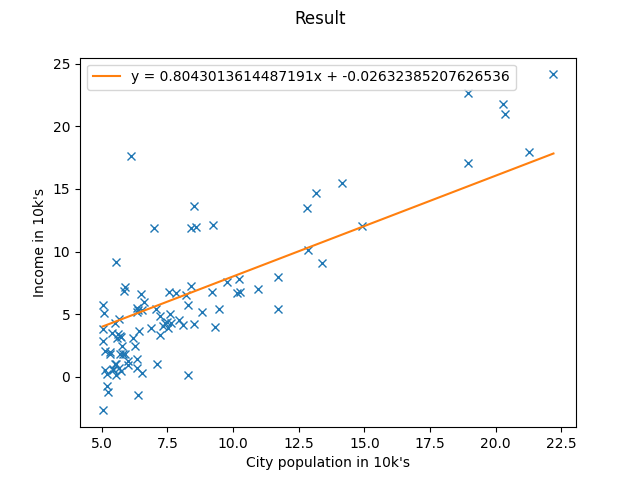 Result
y = 0.8043013614487191x + -0.02632385207626536
25
20
15
10
5
0
Income in 10k's
5.0 7.5 10.0 12.5 15.0 17.5 20.0 22.5
City population in 10k's